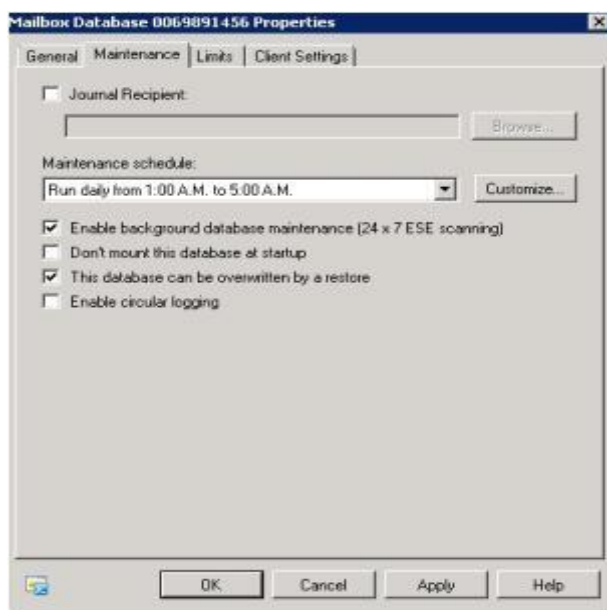 Mailbox Database 0069891456 Properties
General Maintenance Limits Client Settings
Journal Recipient:
Browse...
Maintenance schedule:
Run daily from 1:00 A.M. to 5:00 A.M.
Customize...
Enable background database maintenance (24 x 7 ESE scanning)
Don't mount this database at startup
This database can be overwritten by a restore
Enable circular logging
OK Cancel Apply Help